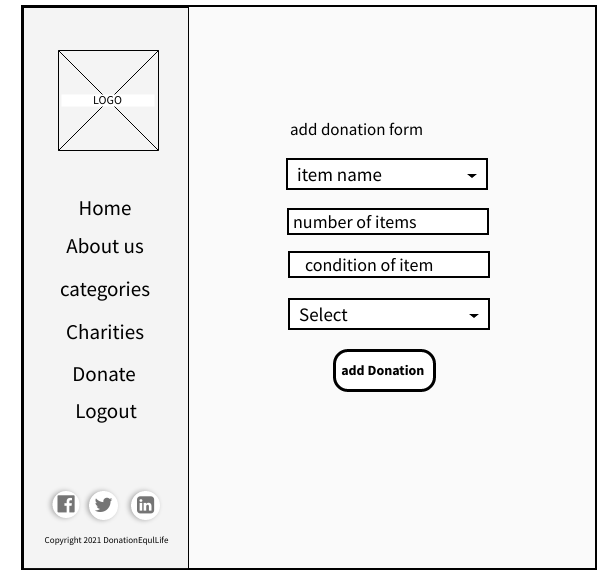 LOGO
Home
About us
categories
Charities
Donate
Logout
Copyright 2021 DonationEqulLife
add donation form
item name
number of items
condition of item
Select
add Donation